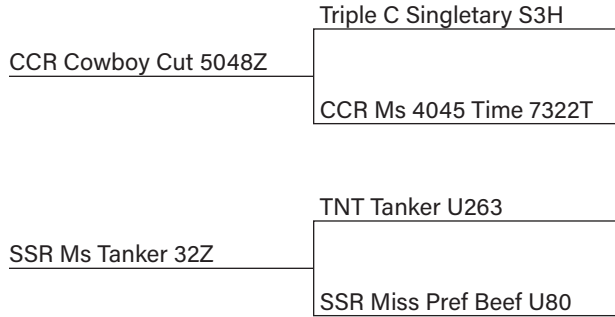 Triple C Singletary S3H
CCR Cowboy Cut 5048Z
CCR Ms 4045 Time 7322T
TNT Tanker U263
SSR Ms Tanker 32Z
SSR Miss Pref Beef U80